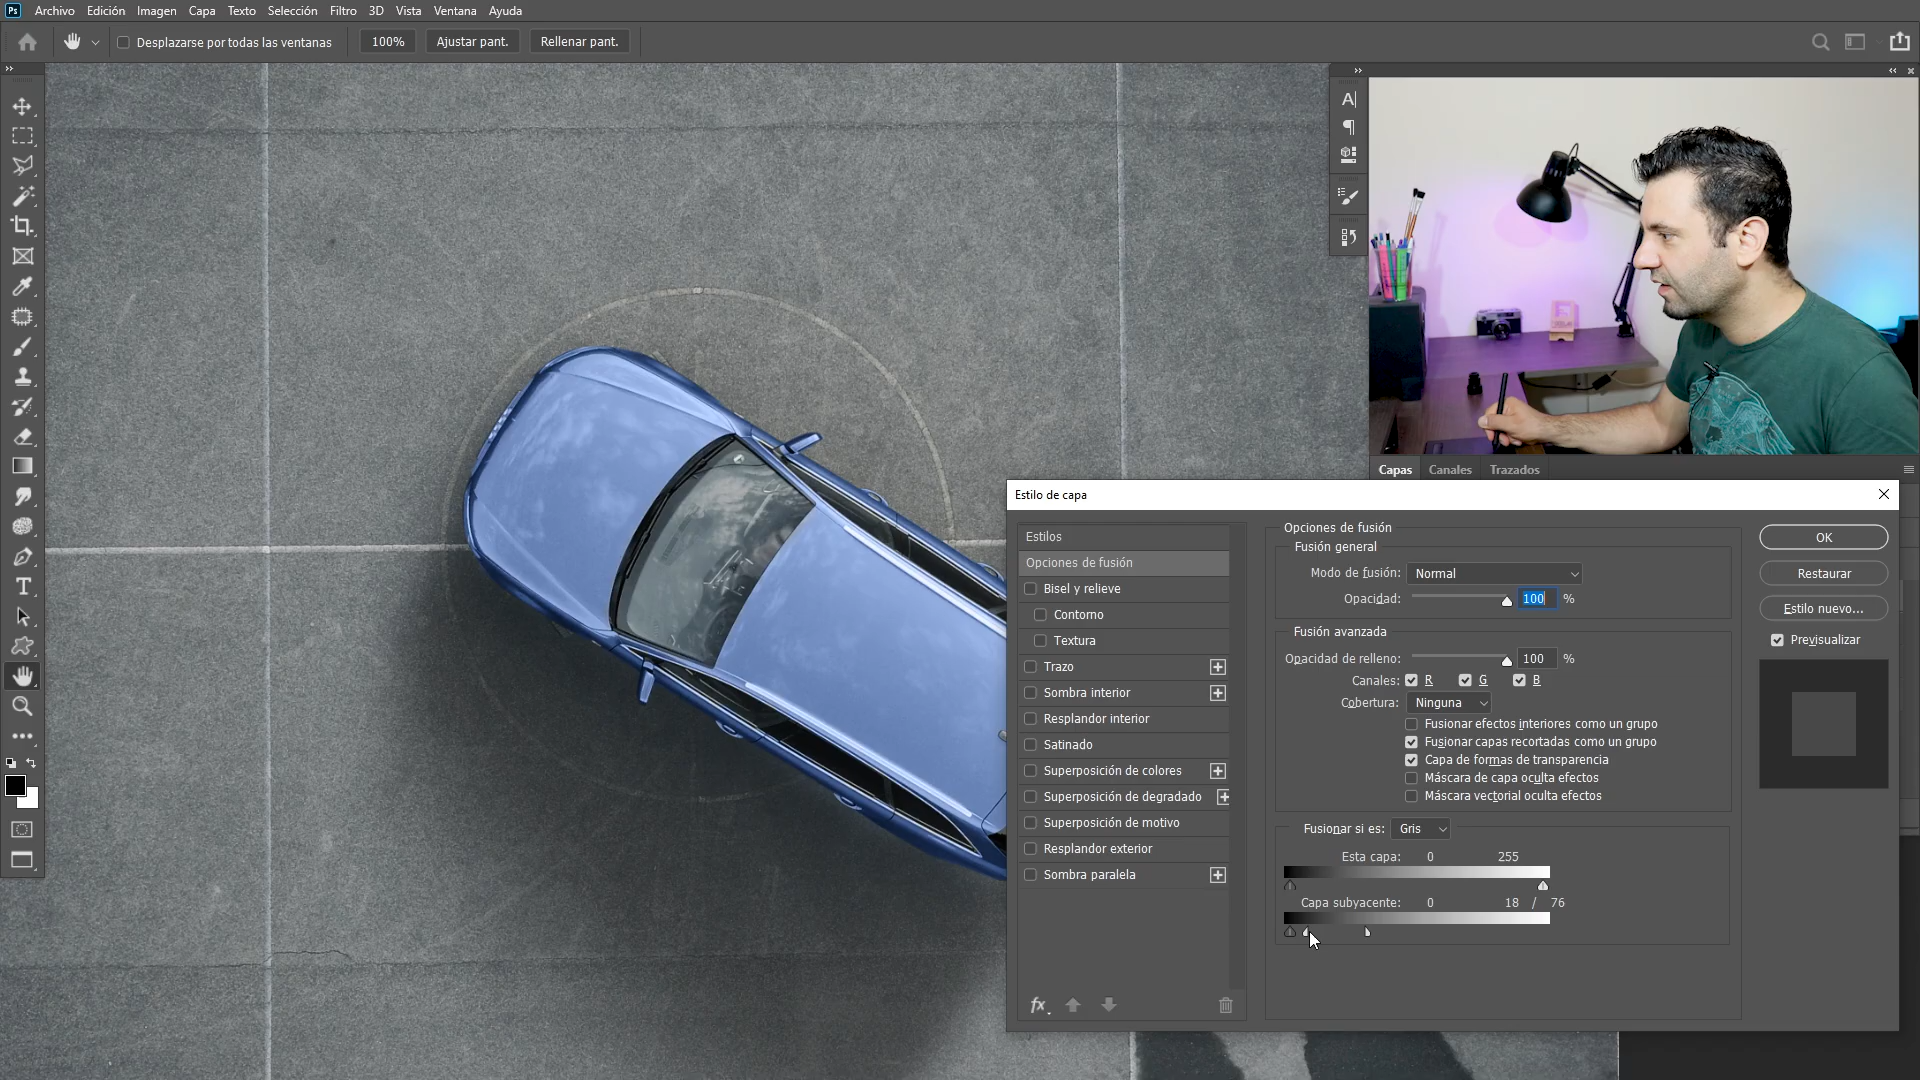 Ps Archivo Edición Imagen Capa Texto Selección Filtro 3D Vista Ventana Ayuda
Desplazarse por todas las ventanas 100% Ajustar pant. Rellenar pant.
Capas Canales Trazados
Estilo de capa
Estilos
Opciones de fusión
Bisel y relieve
Contorno
Textura
Trazo
Sombra interior
Resplandor interior
Satinado
Superposición de colores
Superposición de degradado
Superposición de motivo
Resplandor exterior
Sombra paralela
fx
Opciones de fusión
Fusión general
Modo de fusión: Normal
Opacidad: 100 %
Fusión avanzada
Opacidad de relleno: 100 %
Canales: R G B
Cobertura: Ninguna
Fusionar efectos interiores como un grupo
Fusionar capas recortadas como un grupo
Capa de formas de transparencia
Máscara de capa oculta efectos
Máscara vectorial oculta efectos
Fusionar si es: Gris
Esta capa: 0 255
Capa subyacente: 0 18 / 76
OK
Restaurar
Estilo nuevo...
Previsualizar